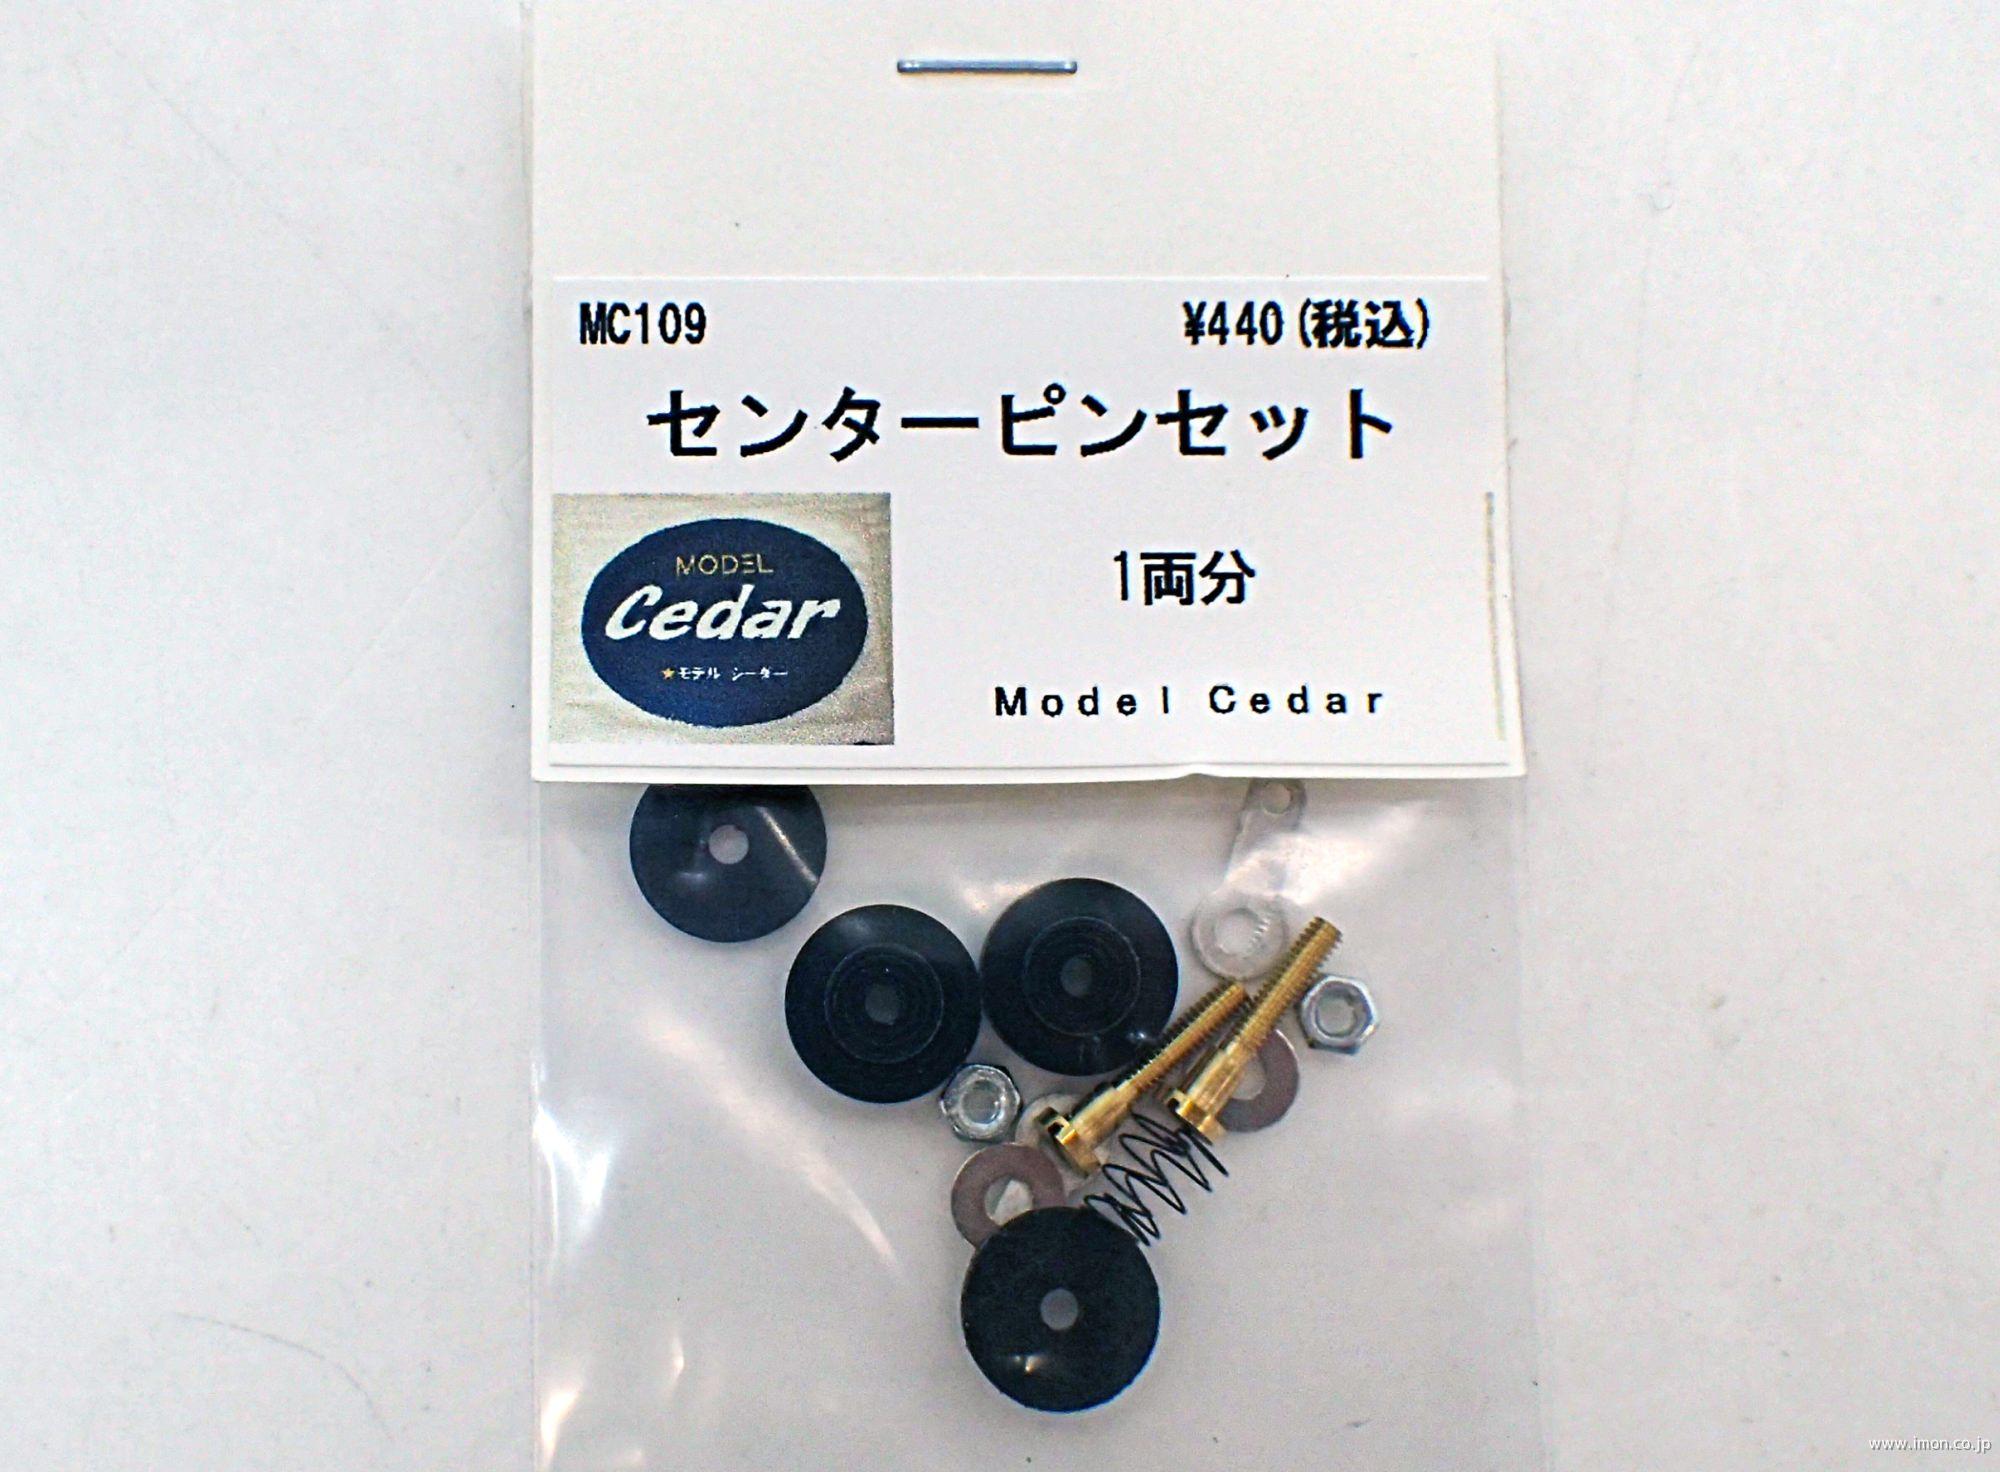 MC109 ¥440(税込)
センターピンセット
MODEL
Cedar
★モデル シーダー
1両分
Model Cedar
www.imon.co.jp